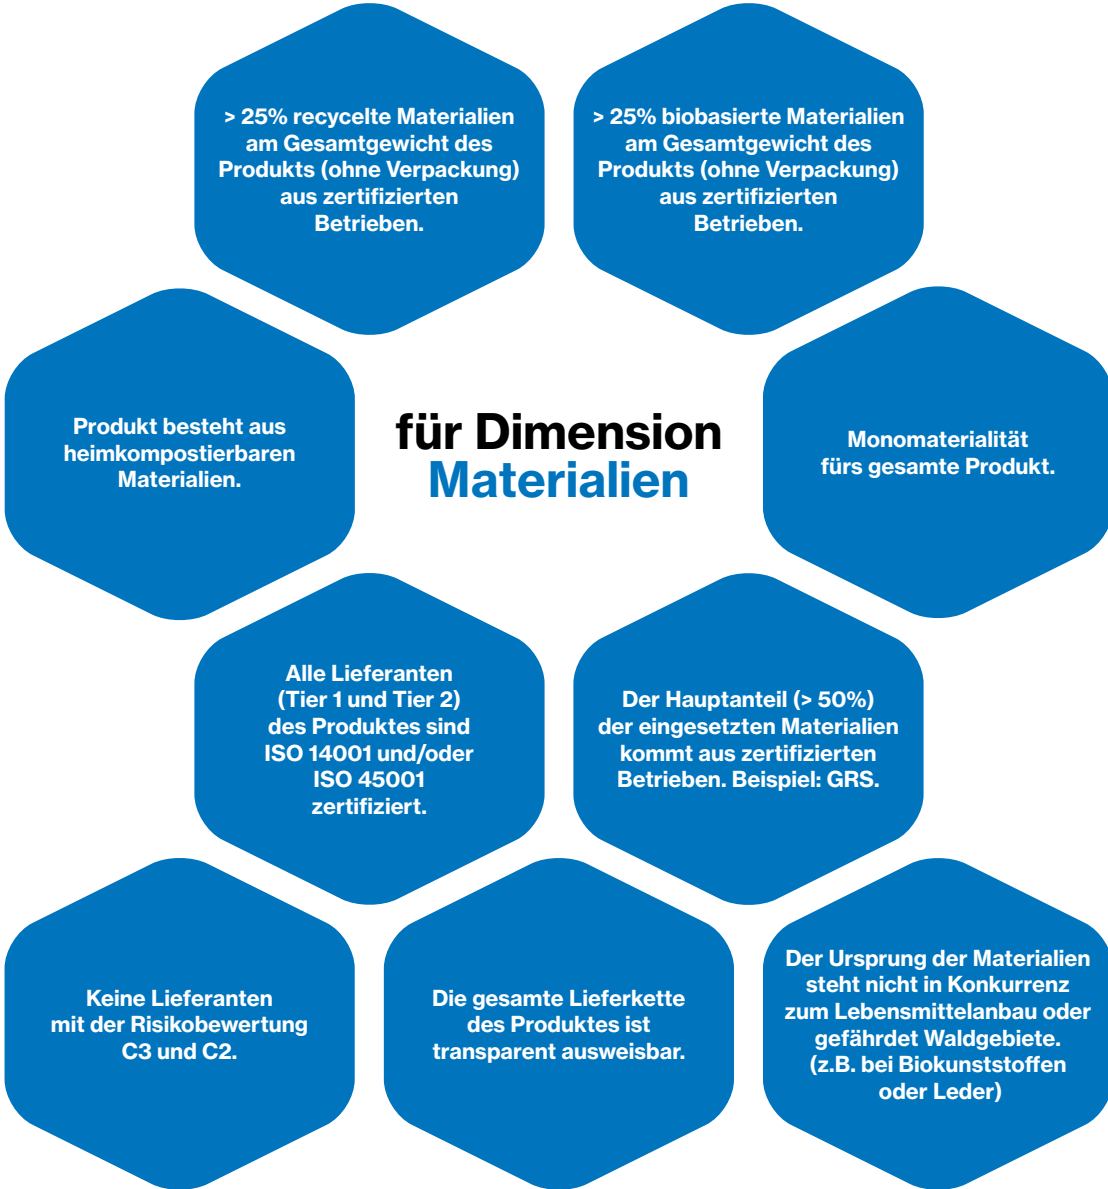 > 25% recycelte Materialien
am Gesamtgewicht des
Produkts (ohne Verpackung)
aus zertifizierten
Betrieben.
> 25% biobasierte Materialien
am Gesamtgewicht des
Produkts (ohne Verpackung)
aus zertifizierten
Betrieben.
Produkt besteht aus
heimkompostierbaren
Materialien.
für Dimension
Materialien
Monomaterialität
fürs gesamte Produkt.
Alle Lieferanten
(Tier 1 und Tier 2)
des Produktes sind
ISO 14001 und/oder
ISO 45001
zertifiziert.
Der Hauptanteil (> 50%)
der eingesetzten Materialien
kommt aus zertifizierten
Betrieben. Beispiel: GRS.
Keine Lieferanten
mit der Risikobewertung
C3 und C2.
Die gesamte Lieferkette
des Produktes ist
transparent ausweisbar.
Der Ursprung der Materialien
steht nicht in Konkurrenz
zum Lebensmittelanbau oder
gefährdet Waldgebiete.
(z.B. bei Biokunststoffen
oder Leder)